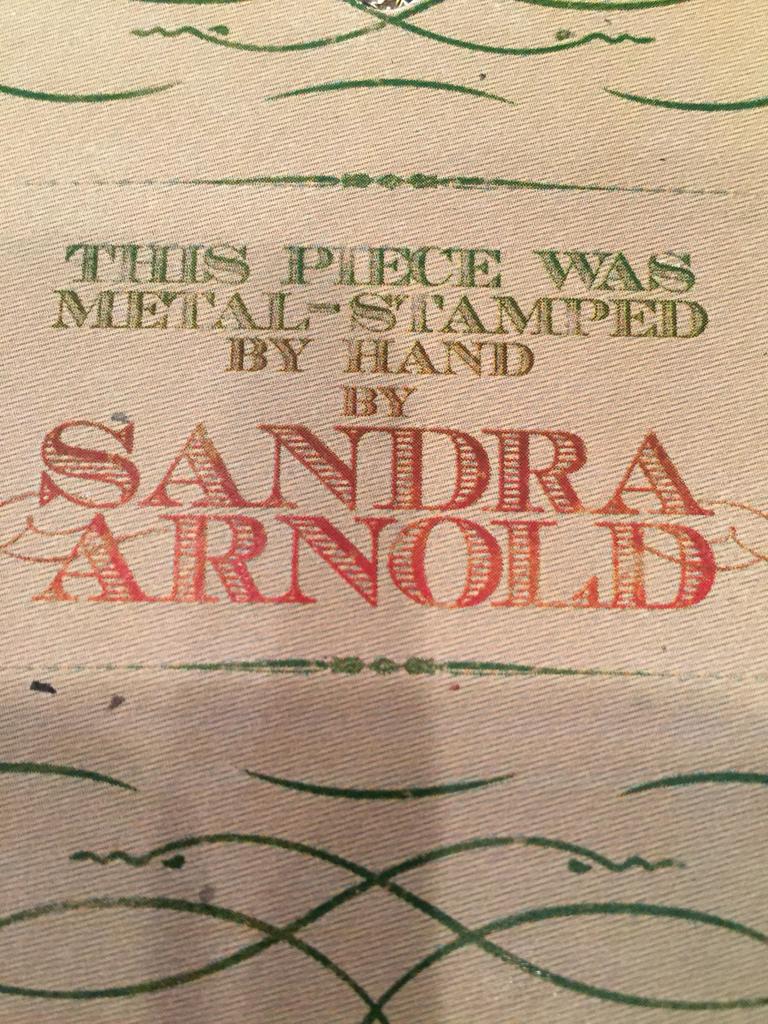 THIS PIECE WAS
METAL-STAMPED
BY HAND
BY
SANDRA
ARNOLD